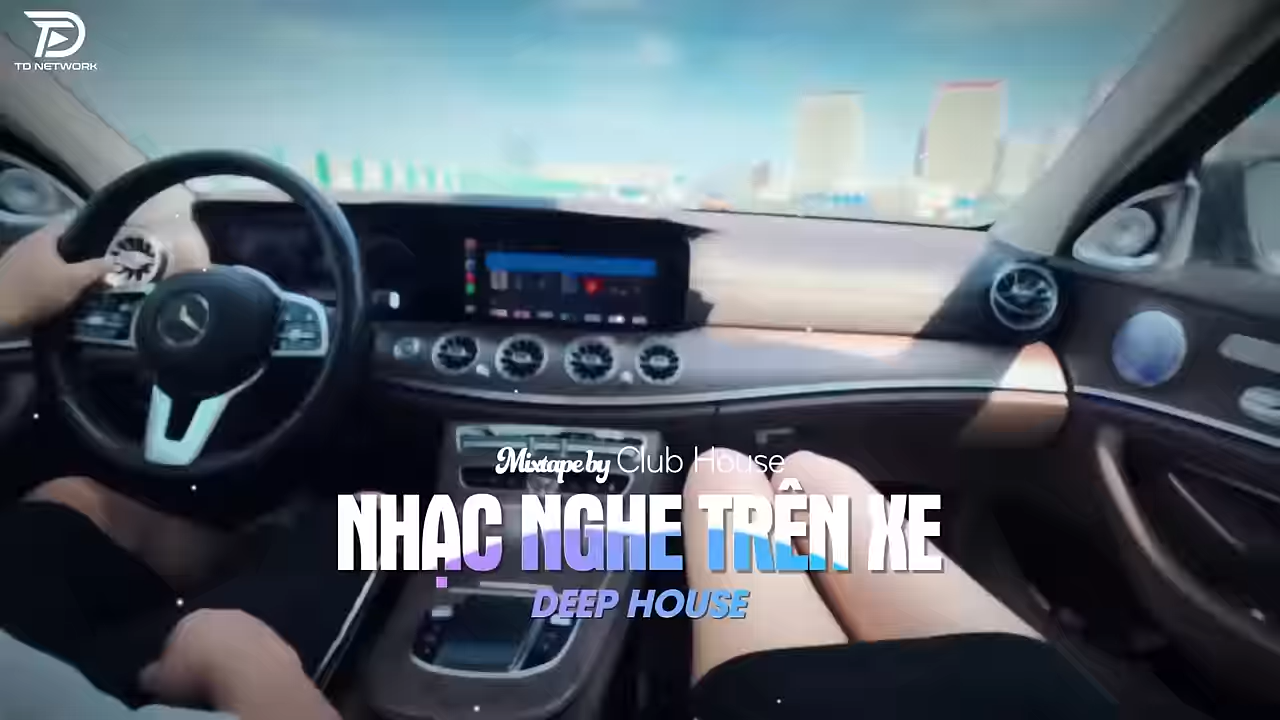 TD NETWORK
Mixtape by Club House
NHẠC NGHE TRÊN XE
DEEP HOUSE